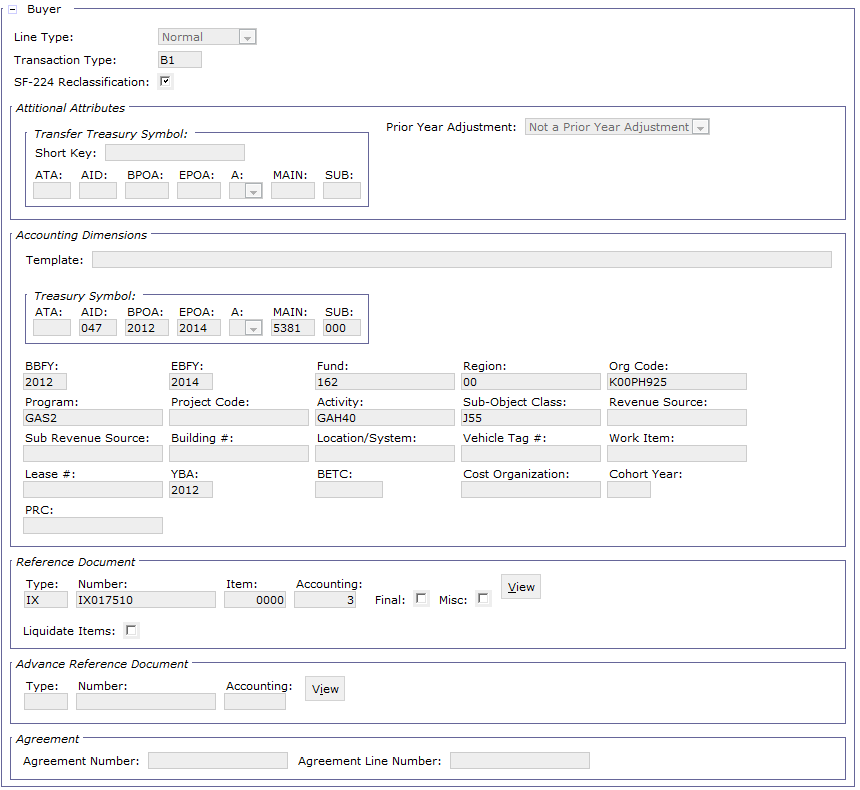 Buyer
Line Type: Normal
Transaction Type: B1
SF-224 Reclassification:
Attitional Attributes
Transfer Treasury Symbol:
Prior Year Adjustment: Not a Prior Year Adjustment
Short Key:
ATA: AID: BPOA: EPOA: A: MAIN: SUB:
Accounting Dimensions
Template:
Treasury Symbol:
ATA: AID: BPOA: EPOA: A: MAIN: SUB:
047 2012 2014 5381 000
BBFY: EBFY: Fund: Region: Org Code:
2012 2014 162 00 K00PH925
Program: Project Code: Activity: Sub-Object Class: Revenue Source:
GAS2 GAH40 J55
Sub Revenue Source: Building #: Location/System: Vehicle Tag #: Work Item:
Lease #: YBA: BETC: Cost Organization: Cohort Year:
2012
PRC:
Reference Document
Type: Number: Item: Accounting:
IX IX017510 0000 3 Final: Misc: View
Liquidate Items:
Advance Reference Document
Type: Number: Accounting: View
Agreement
Agreement Number: Agreement Line Number: